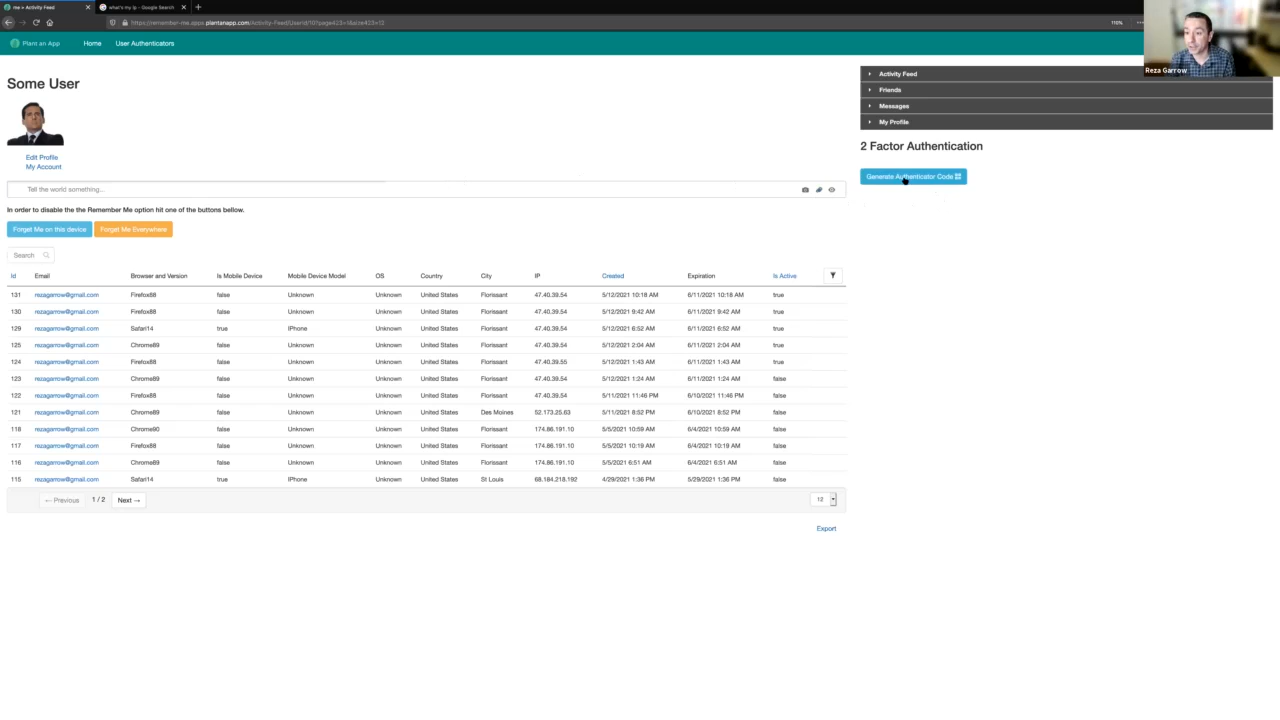 me > Activity Feed
what's my ip - Google Search
https://remember-me.apps.plantanapp.com/Activity-Feed/UserId/10?page423=1&size423=12
110%
Plant an App
Home
User Authenticators
Reza Garrow
Some User
Edit Profile
My Account
Tell the world something...
In order to disable the the Remember Me option hit one of the buttons bellow.
Forget Me on this device
Forget Me Everywhere
Search
Id Email Browser and Version Is Mobile Device Mobile Device Model OS Country City IP Created Expiration Is Active
131 rezagarrow@gmail.com Firefox88 false Unknown Unknown United States Florissant 47.40.39.54 5/12/2021 10:18 AM 6/11/2021 10:18 AM true
130 rezagarrow@gmail.com Firefox88 false Unknown Unknown United States Florissant 47.40.39.54 5/12/2021 9:42 AM 6/11/2021 9:42 AM true
129 rezagarrow@gmail.com Safari14 true IPhone Unknown United States Florissant 47.40.39.54 5/12/2021 6:52 AM 6/11/2021 6:52 AM true
125 rezagarrow@gmail.com Chrome89 false Unknown Unknown United States Florissant 47.40.39.54 5/12/2021 2:04 AM 6/11/2021 2:04 AM true
124 rezagarrow@gmail.com Firefox88 false Unknown Unknown United States Florissant 47.40.39.55 5/12/2021 1:43 AM 6/11/2021 1:43 AM true
123 rezagarrow@gmail.com Chrome89 false Unknown Unknown United States Florissant 47.40.39.54 5/12/2021 1:24 AM 6/11/2021 1:24 AM false
122 rezagarrow@gmail.com Firefox88 false Unknown Unknown United States Florissant 47.40.39.54 5/11/2021 11:46 PM 6/10/2021 11:46 PM false
121 rezagarrow@gmail.com Chrome89 false Unknown Unknown United States Des Moines 52.173.25.63 5/11/2021 8:52 PM 6/10/2021 8:52 PM false
118 rezagarrow@gmail.com Chrome90 false Unknown Unknown United States Florissant 174.86.191.10 5/5/2021 10:59 AM 6/4/2021 10:59 AM false
117 rezagarrow@gmail.com Firefox88 false Unknown Unknown United States Florissant 174.86.191.10 5/5/2021 10:19 AM 6/4/2021 10:19 AM false
116 rezagarrow@gmail.com Chrome89 false Unknown Unknown United States Florissant 174.86.191.10 5/5/2021 6:51 AM 6/4/2021 6:51 AM false
115 rezagarrow@gmail.com Safari14 true IPhone Unknown United States St Louis 68.184.218.192 4/29/2021 1:36 PM 5/29/2021 1:36 PM false
← Previous 1 / 2 Next → 12
Export
Activity Feed
Friends
Messages
My Profile
2 Factor Authentication
Generate Authenticator Code